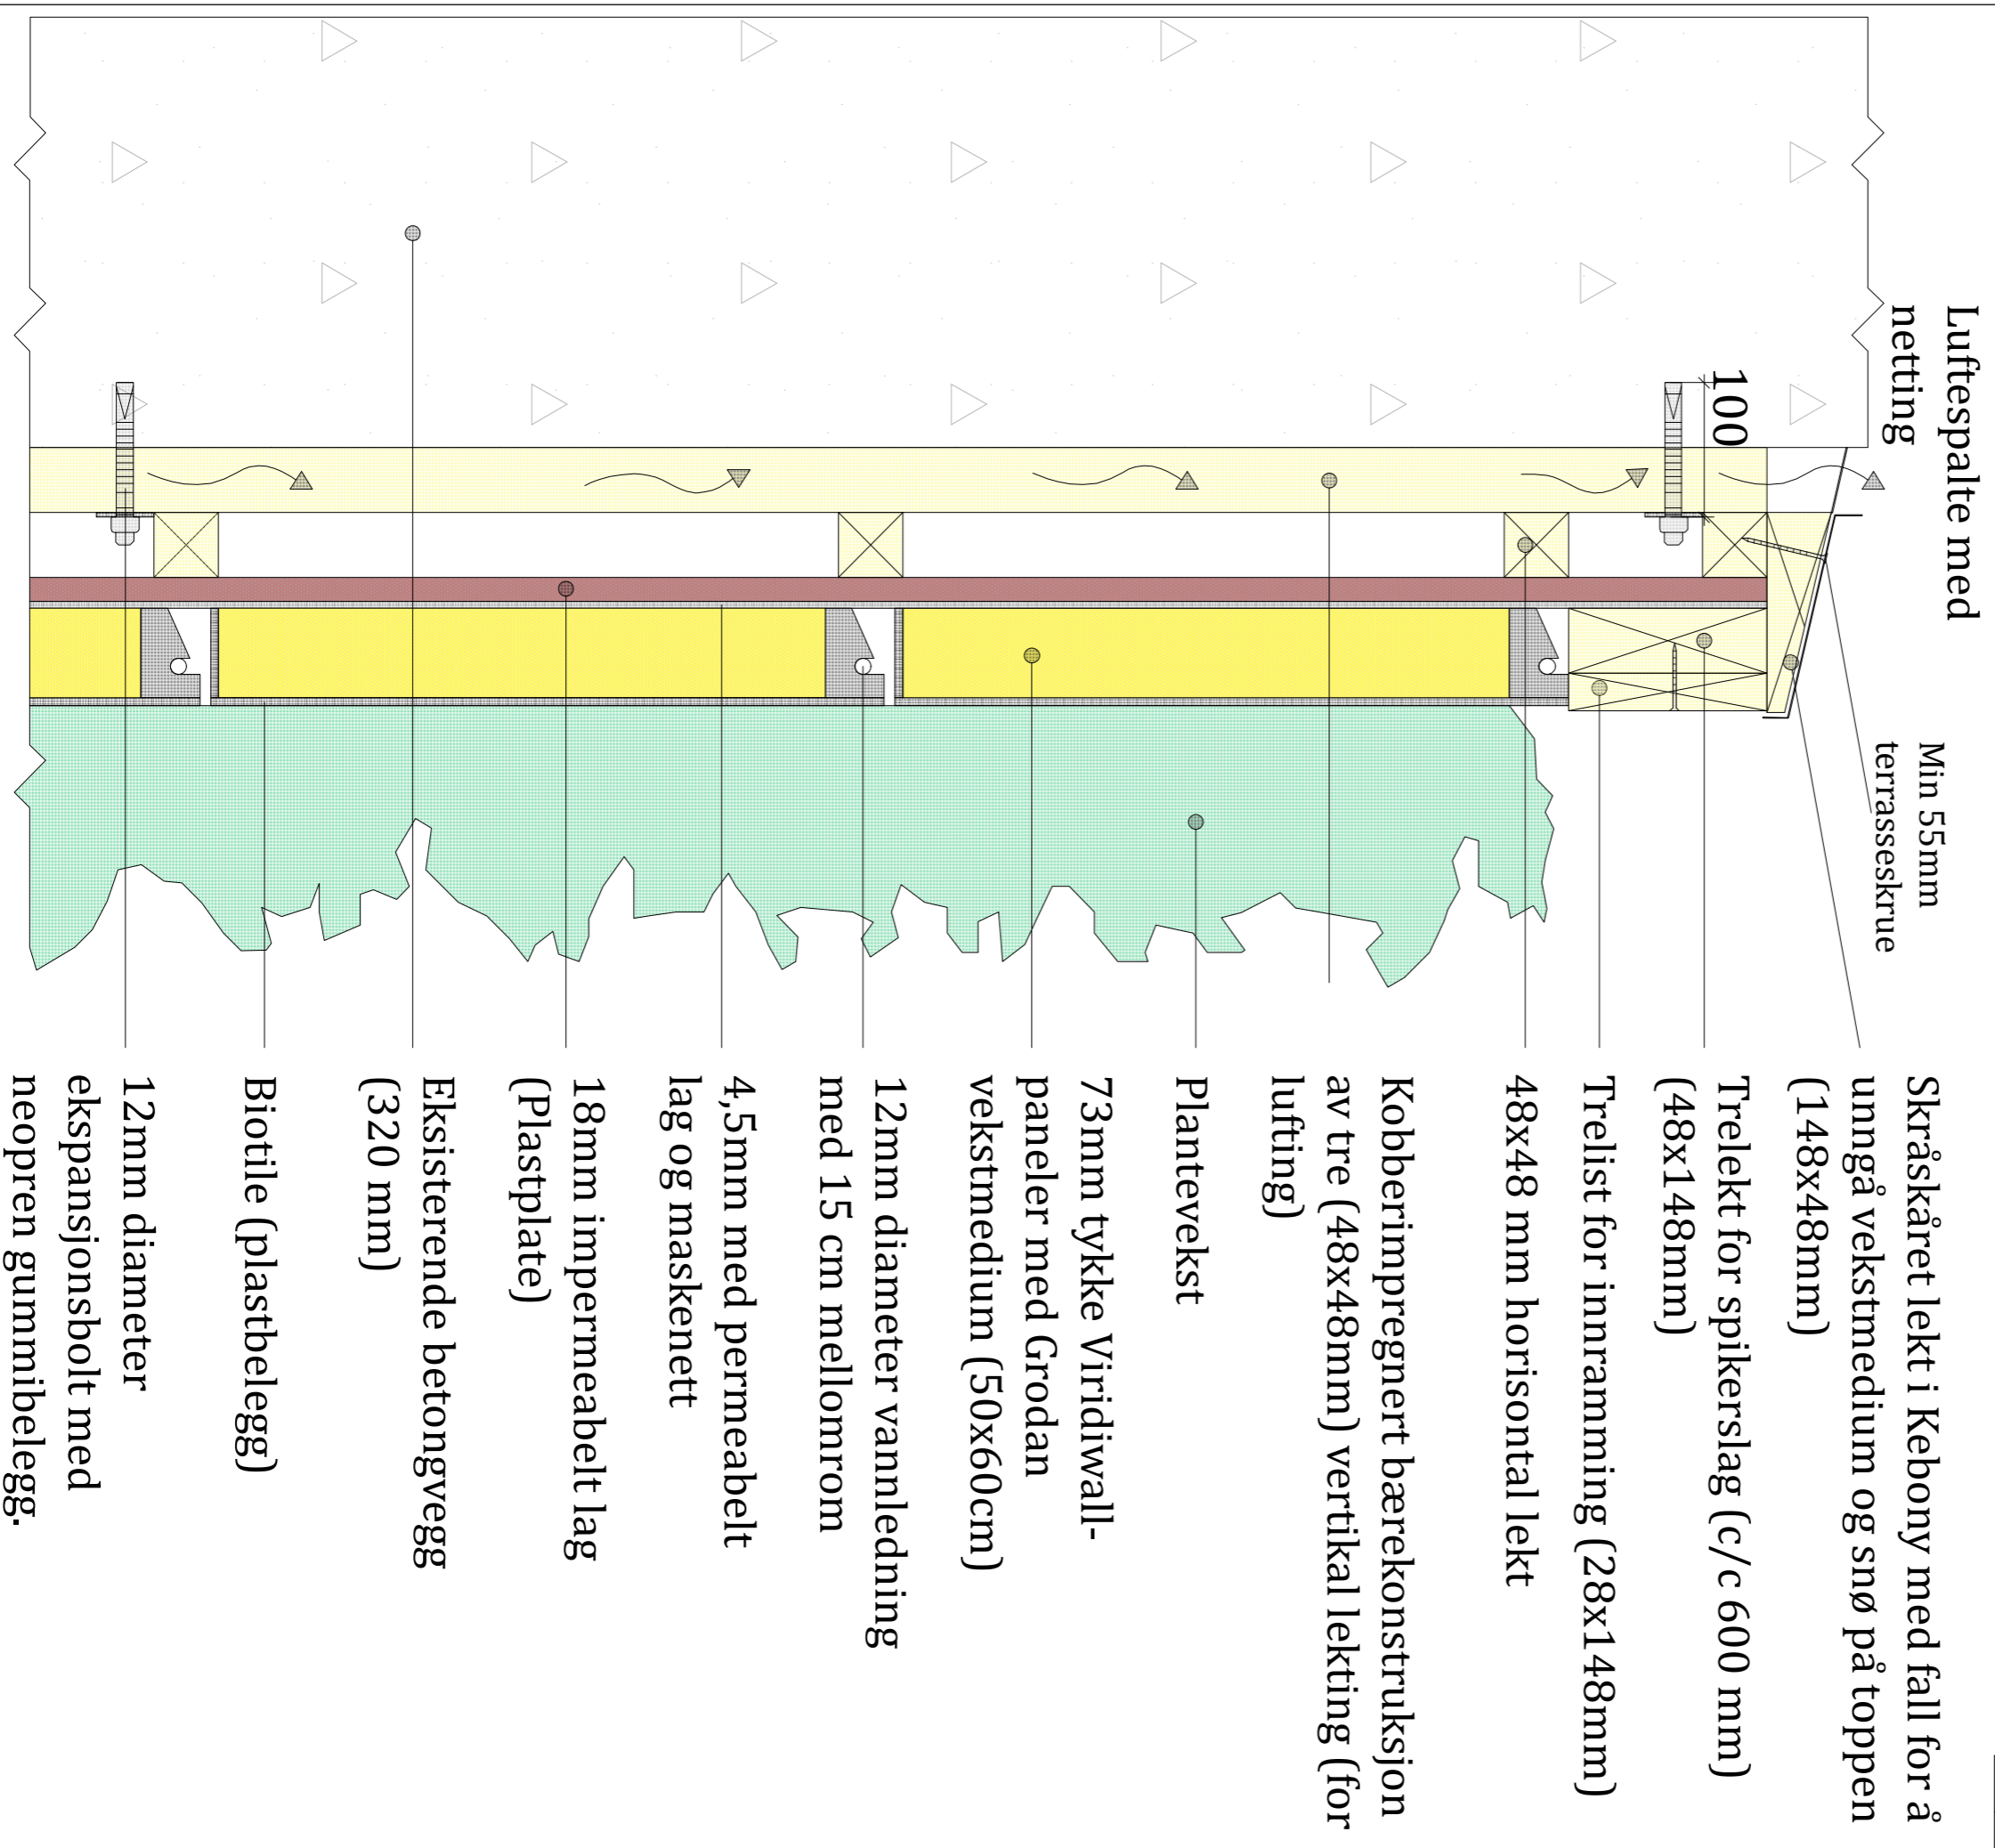 Luftespalte med
netting
100
Min 55mm
terrasseskrue
Skråskåret lekt i Kebony med fall for å
unngå vekstmedium og snø på toppen
(148x48mm)
Trelekt for spikerslag (c/c 600 mm)
(48x148mm)
Trelist for innramming (28x148mm)
48x48 mm horisontal lekt
Kobberimpregnert bærekonstruksjon
av tre (48x48mm) vertikal lekting (for
lufting)
Plantevekst
73mm tykke Viridiwall-
paneler med Grodan
vekstmedium (50x60cm)
12mm diameter vannledning
med 15 cm mellomrom
4,5mm med permeabelt
lag og maskenett
18mm impermeabelt lag
(Plastplate)
Eksisterende betongvegg
(320 mm)
Biotile (plastbelegg)
12mm diameter
ekspansjonsbolt med
neopren gummibelegg.